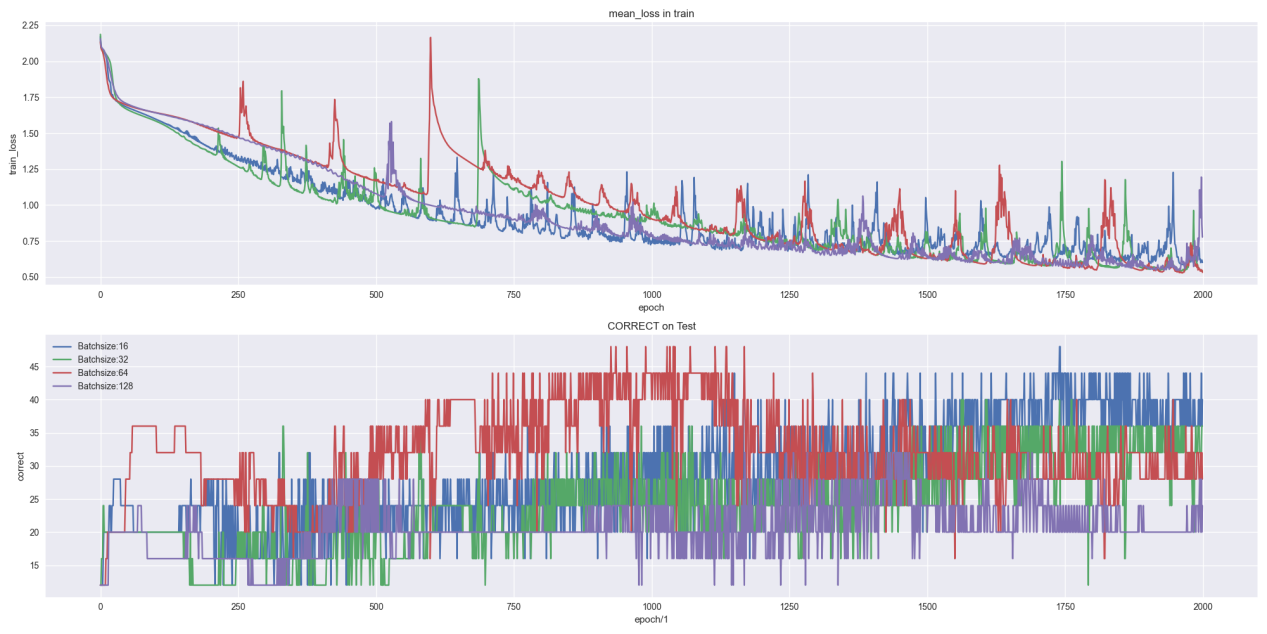 mean_loss in train
2.25
2.00
1.75
1.50
1.25
1.00
0.75
0.50
train_loss
0 250 500 750 1000 1250 1500 1750 2000
epoch
CORRECT on Test
Batchsize:16
Batchsize:32
Batchsize:64
Batchsize:128
45
40
35
30
25
20
15
correct
0 250 500 750 1000 1250 1500 1750 2000
epoch/1